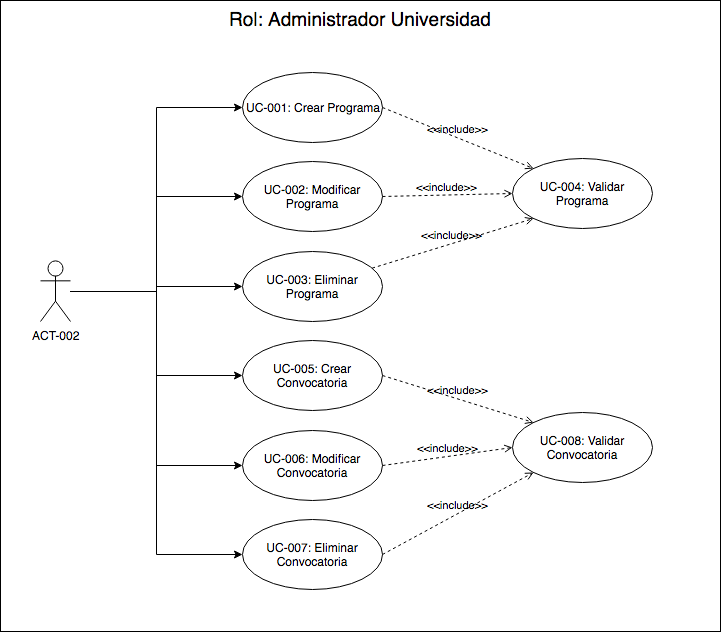 Rol: Administrador Universidad
UC-001: Crear Programa
<<include>>
UC-002: Modificar
Programa
<<include>>
UC-004: Validar
Programa
<<include>>
UC-003: Eliminar
Programa
ACT-002
UC-005: Crear
Convocatoria
<<include>>
UC-006: Modificar
Convocatoria
<<include>>
UC-008: Validar
Convocatoria
<<include>>
UC-007: Eliminar
Convocatoria